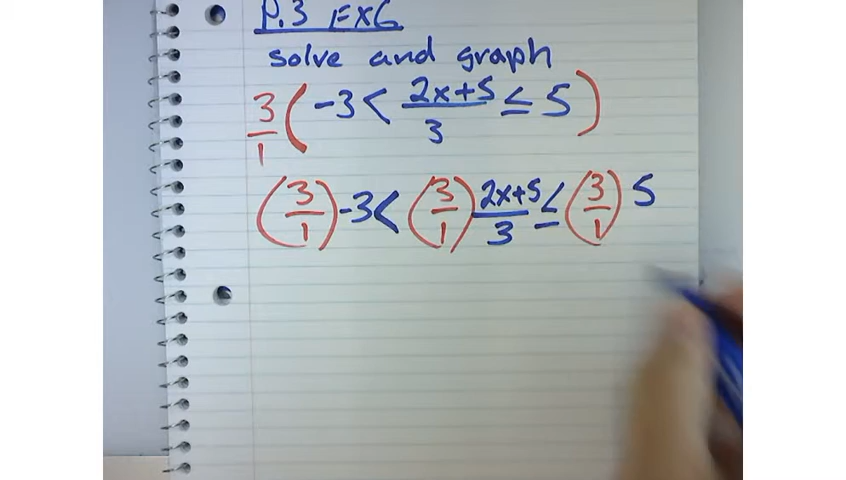 P.3 Ex6
solve and graph
3/1 ( -3 < (2x+5)/3 ≤ 5 )
(3/1) -3 < (3/1) (2x+5)/3 ≤ (3/1) 5